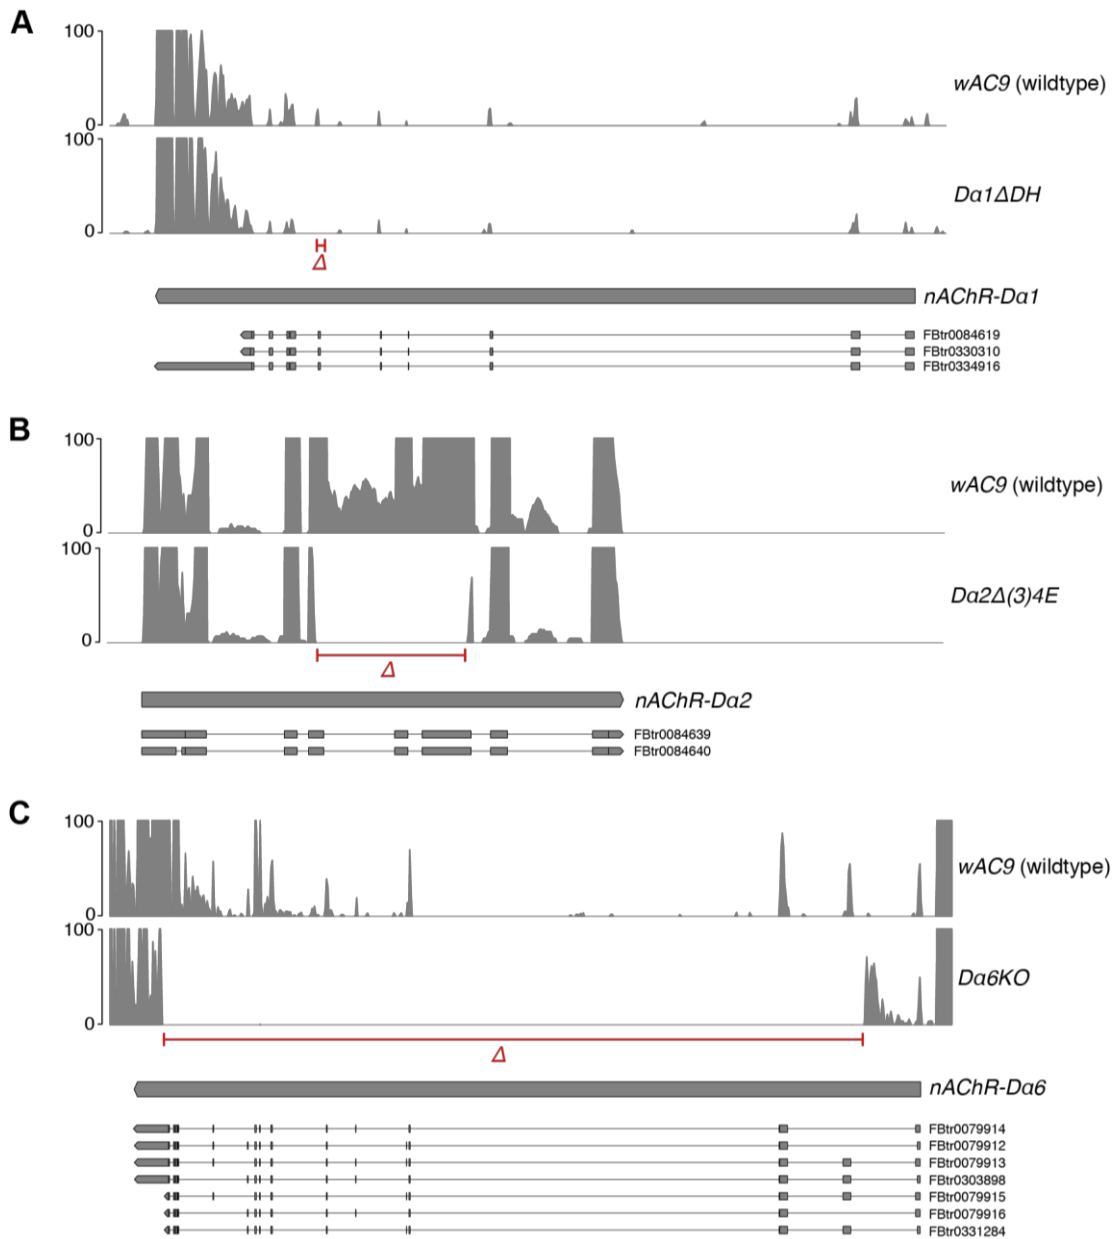 A
100
0
wAC9 (wildtype)
100
0
Dα1ΔDH
Δ
nAChR-Dα1
FBtr0084619
FBtr0330310
FBtr0334916
B
100
0
wAC9 (wildtype)
100
0
Dα2Δ(3)4E
Δ
nAChR-Dα2
FBtr0084639
FBtr0084640
C
100
0
wAC9 (wildtype)
100
0
Dα6KO
Δ
nAChR-Dα6
FBtr0079914
FBtr0079912
FBtr0079913
FBtr0303898
FBtr0079915
FBtr0079916
FBtr0331284